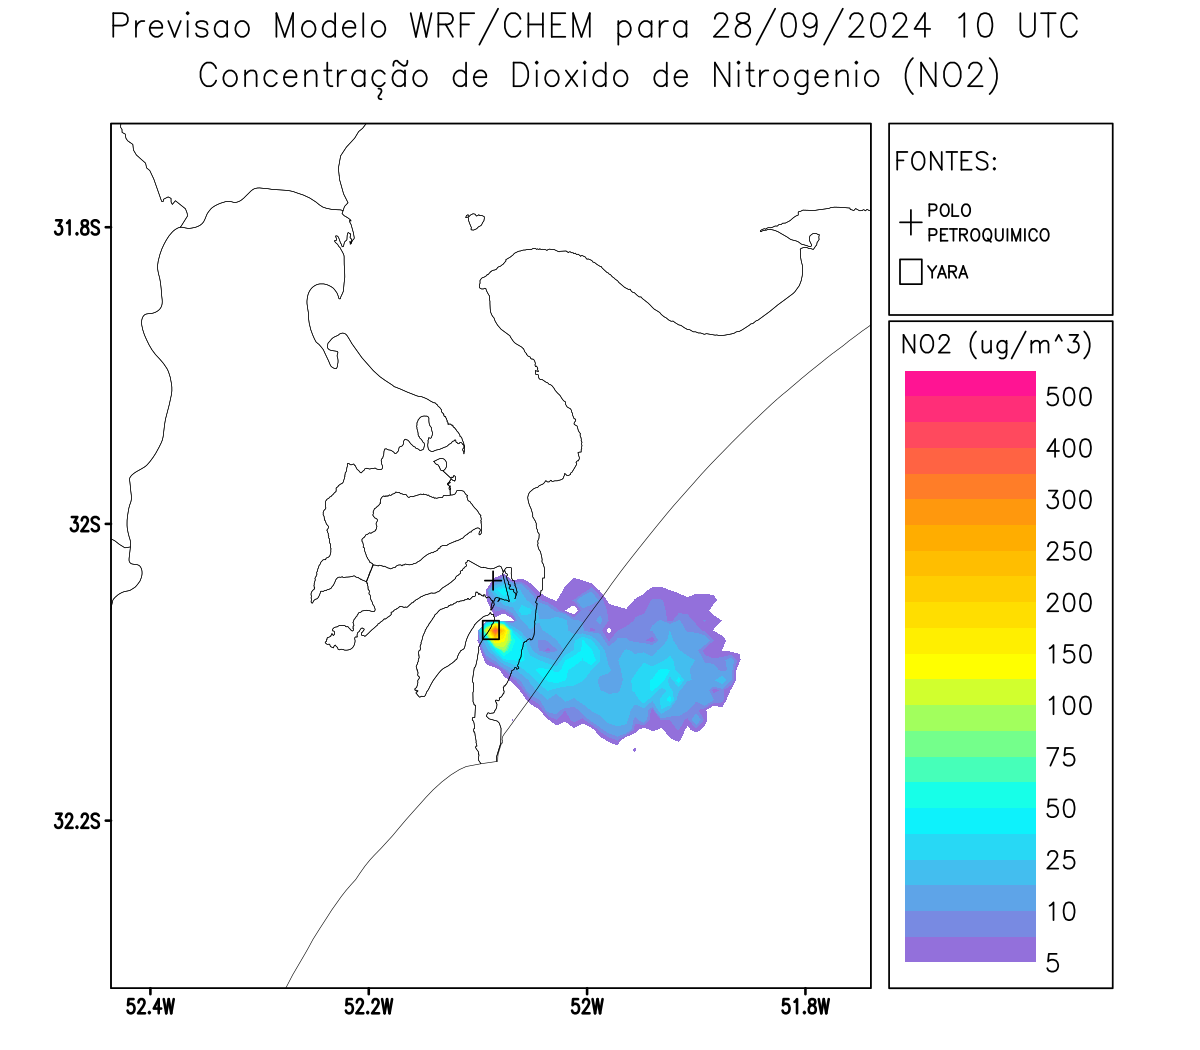 Previsao Modelo WRF/CHEM para 28/09/2024 10 UTC
Concentração de Dioxido de Nitrogenio (NO2)
FONTES:
POLO
PETROQUIMICO
YARA
NO2 (ug/m^3)
500
400
300
250
200
150
100
75
50
25
10
5
31.8S
32S
32.2S
52.4W
52.2W
52W
51.8W